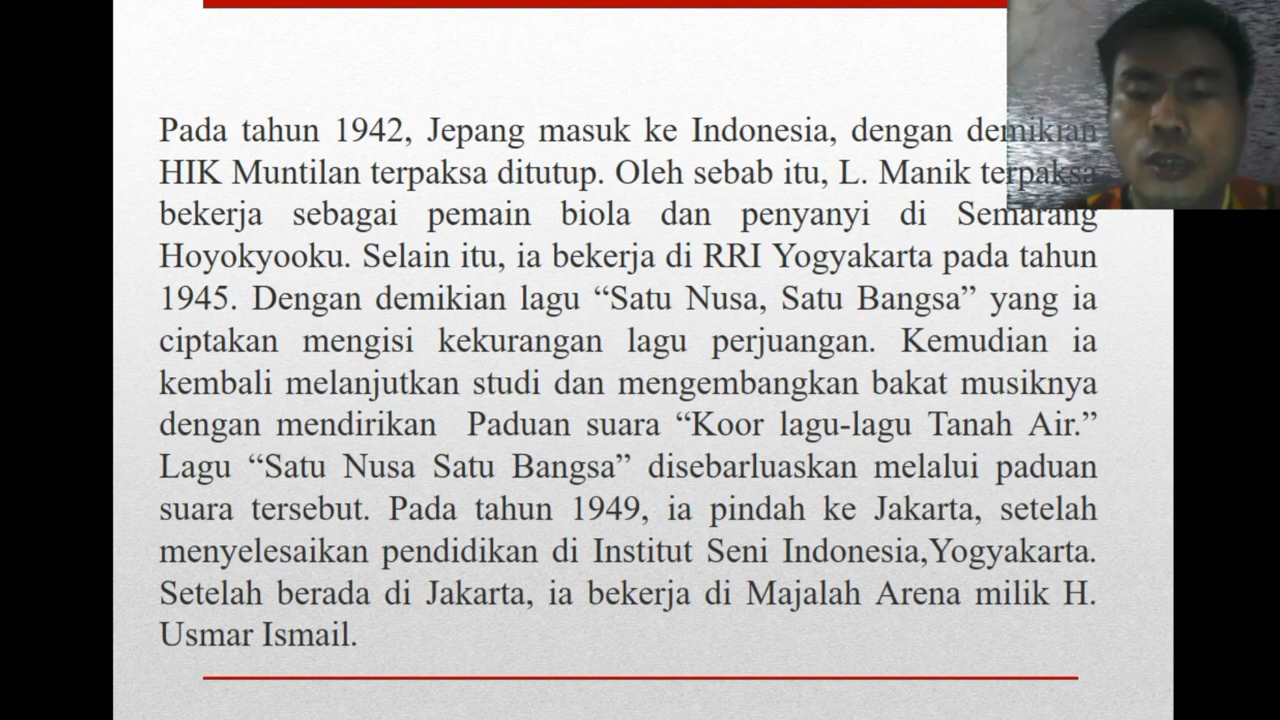 Pada tahun 1942, Jepang masuk ke Indonesia, dengan demikian
HIK Muntilan terpaksa ditutup. Oleh sebab itu, L. Manik terpaksa
bekerja sebagai pemain biola dan penyanyi di Semarang
Hoyokyooku. Selain itu, ia bekerja di RRI Yogyakarta pada tahun
1945. Dengan demikian lagu “Satu Nusa, Satu Bangsa” yang ia
ciptakan mengisi kekurangan lagu perjuangan. Kemudian ia
kembali melanjutkan studi dan mengembangkan bakat musiknya
dengan mendirikan Paduan suara “Koor lagu-lagu Tanah Air.”
Lagu “Satu Nusa Satu Bangsa” disebarluaskan melalui paduan
suara tersebut. Pada tahun 1949, ia pindah ke Jakarta, setelah
menyelesaikan pendidikan di Institut Seni Indonesia,Yogyakarta.
Setelah berada di Jakarta, ia bekerja di Majalah Arena milik H.
Usmar Ismail.